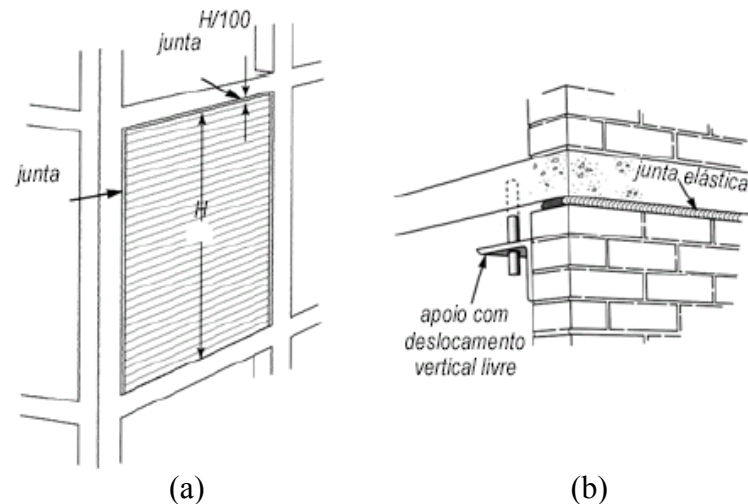 H/100
junta
junta
H
junta elástica
apoio com
deslocamento
vertical livre
(a)
(b)